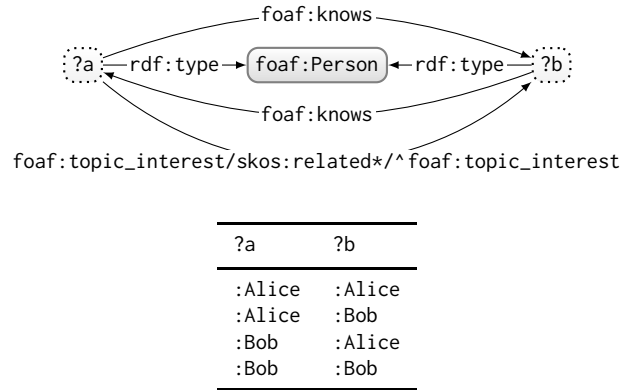 foaf:knows
?a rdf:type foaf:Person rdf:type ?b
foaf:knows
foaf:topic_interest/skos:related*/^foaf:topic_interest
?a ?b
:Alice :Alice
:Alice :Bob
:Bob :Alice
:Bob :Bob